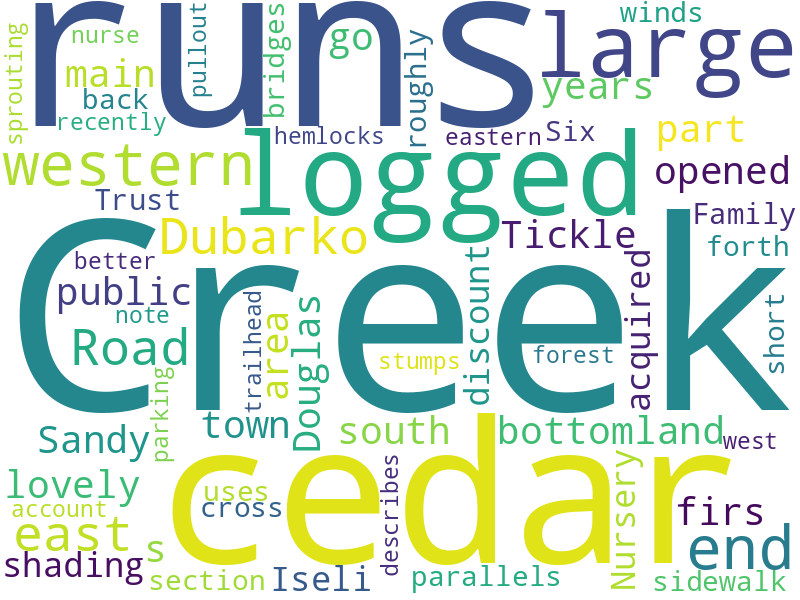 runs
large
winds
nurse
go
main
pullout
bridges
back
recently
sprouting
roughly
years
hemlocks
eastern
Six
part
western
logged
opened
Trust
Dubarko
Tickle
Family
forth
better
public
note
Creek
Road
trailhead
area
Douglas
discount
acquired
short
stumps
forest
parking
Sandy
town
south
bottomland
west
lovely
account
east
s
cedar
uses
cross
describes
Nursery
firs
end
shading
section
Iseli
parallels
sidewalk